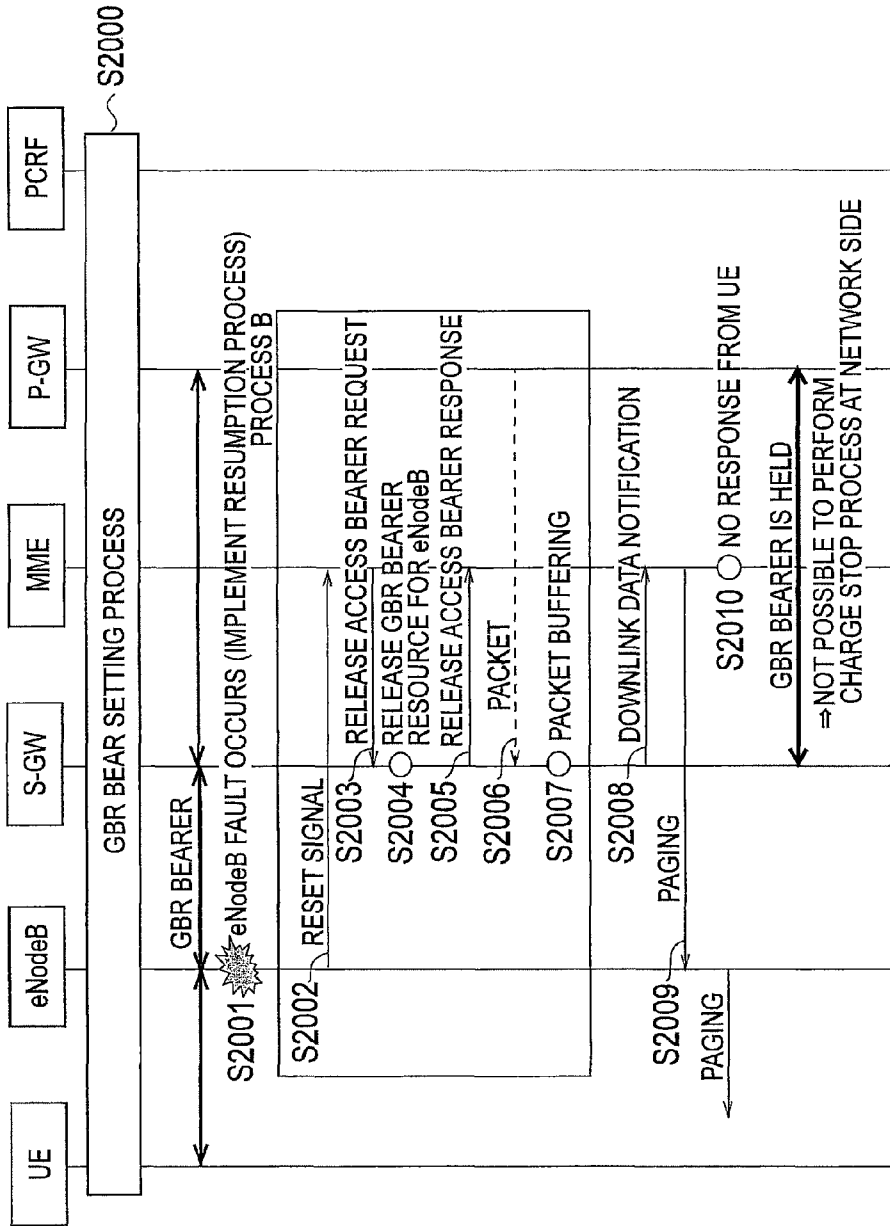 UE
eNodeB
S-GW
MME
P-GW
PCRF
GBR BEAR SETTING PROCESS
S2000
GBR BEARER
S2001
eNodeB FAULT OCCURS (IMPLEMENT RESUMPTION PROCESS)
PROCESS B
S2002
RESET SIGNAL
S2003
RELEASE ACCESS BEARER REQUEST
S2004
RELEASE GBR BEARER
RESOURCE FOR eNodeB
S2005
RELEASE ACCESS BEARER RESPONSE
S2006
PACKET
S2007
PACKET BUFFERING
S2008
DOWNLINK DATA NOTIFICATION
S2009
PAGING
PAGING
S2010
NO RESPONSE FROM UE
GBR BEARER IS HELD
⇒NOT POSSIBLE TO PERFORM
CHARGE STOP PROCESS AT NETWORK SIDE